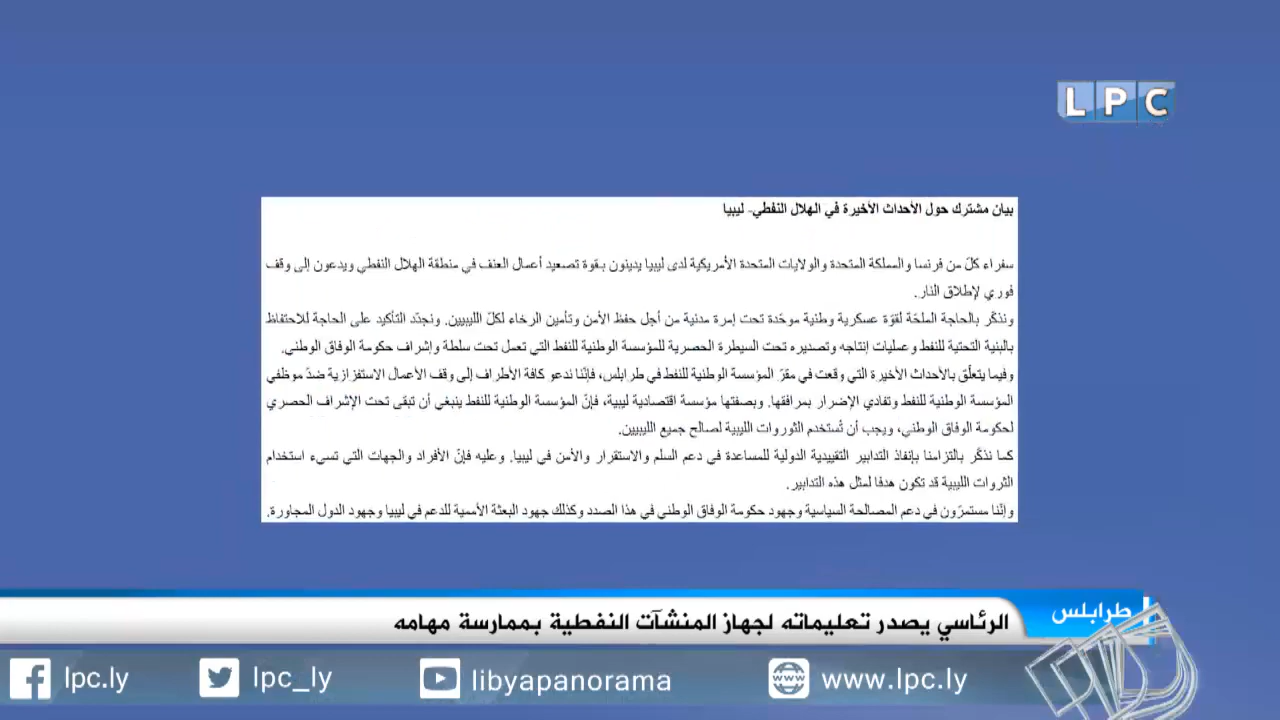 LPC
بيان مشترك حول الأحداث الأخيرة في الهلال النفطي- ليبيا
سفراء كلّ من فرنسا والمملكة المتحدة والولايات المتحدة الأمريكية لدى ليبيا يدينون بقوة تصعيد أعمال العنف في منطقة الهلال النفطي ويدعون إلى وقف
فوري لإطلاق النار.
ونذكّر بالحاجة الملحّة لقوّة عسكرية وطنية موحّدة تحت إمرة مدنية من أجل حفظ الأمن وتأمين الرخاء لكلّ الليبيين. ونجدّد التأكيد على الحاجة للاحتفاظ
بالبنية التحتية للنفط وعمليات إنتاجه وتصديره تحت السيطرة الحصرية للمؤسسة الوطنية للنفط التي تعمل تحت سلطة وإشراف حكومة الوفاق الوطني.
وفيما يتعلّق بالأحداث الأخيرة التي وقعت في مقرّ المؤسسة الوطنية للنفط في طرابلس، فإنّنا ندعو كافة الأطراف إلى وقف الأعمال الاستفزازية ضدّ موظفي
المؤسسة الوطنية للنفط وتفادي الإضرار بمرافقها. وبصفتها مؤسسة اقتصادية ليبية، فإنّ المؤسسة الوطنية للنفط ينبغي أن تبقى تحت الإشراف الحصري
لحكومة الوفاق الوطني، ويجب أن تُستخدم الثوروات الليبية لصالح جميع الليبيين.
كما نذكّر بالتزامنا بإنفاذ التدابير التقييدية الدولية للمساعدة في دعم السلم والاستقرار والأمن في ليبيا. وعليه فإنّ الأفراد والجهات التي تسيء استخدام
الثروات الليبية قد تكون هدفا لمثل هذه التدابير.
وإنّنا مستمرّون في دعم المصالحة السياسية وجهود حكومة الوفاق الوطني في هذا الصدد وكذلك جهود البعثة الأممية للدعم في ليبيا وجهود الدول المجاورة.
طرابلس
الرئاسي يصدر تعليماته لجهاز المنشآت النفطية بممارسة مهامه
lpc.ly lpc_ly libyapanorama www.lpc.ly